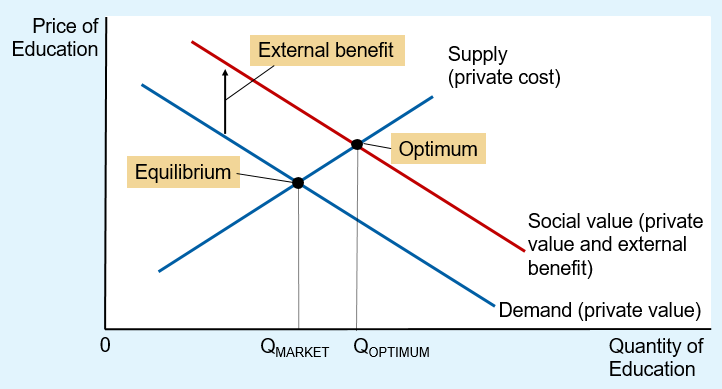 Price of
Education
External benefit
Supply
(private cost)
Optimum
Equilibrium
Social value (private
value and external
benefit)
Demand (private value)
0
QMARKET
QOPTIMUM
Quantity of
Education